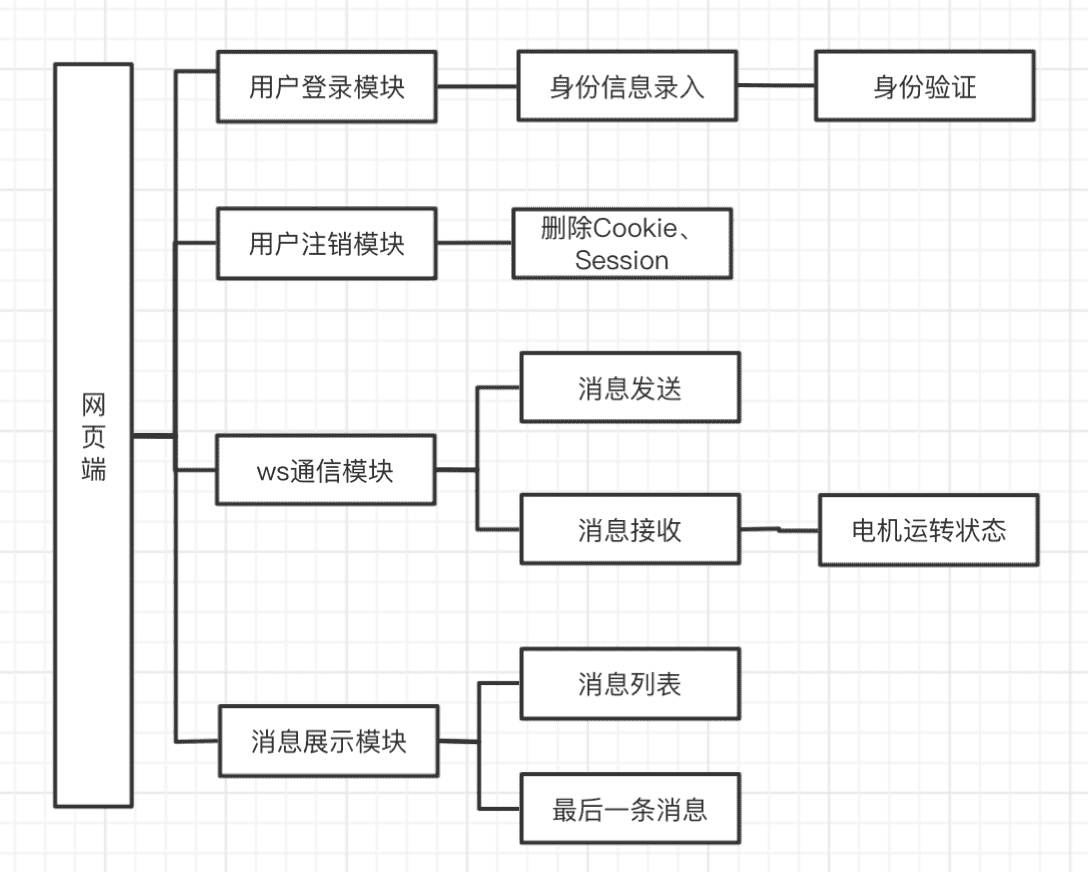 网
页
端
用户登录模块
身份信息录入
身份验证
用户注销模块
删除Cookie、
Session
ws通信模块
消息发送
消息接收
电机运转状态
消息展示模块
消息列表
最后一条消息